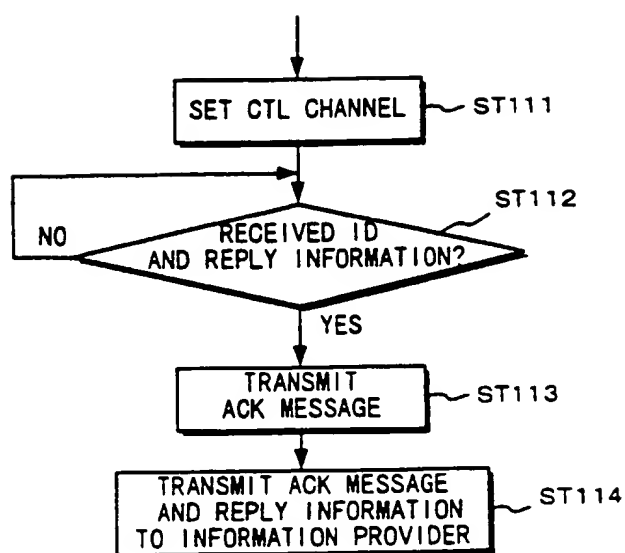 SET CTL CHANNEL
ST111
ST112
NO
RECEIVED ID
AND REPLY INFORMATION?
YES
TRANSMIT
ACK MESSAGE
ST113
TRANSMIT ACK MESSAGE
AND REPLY INFORMATION
TO INFORMATION PROVIDER
ST114